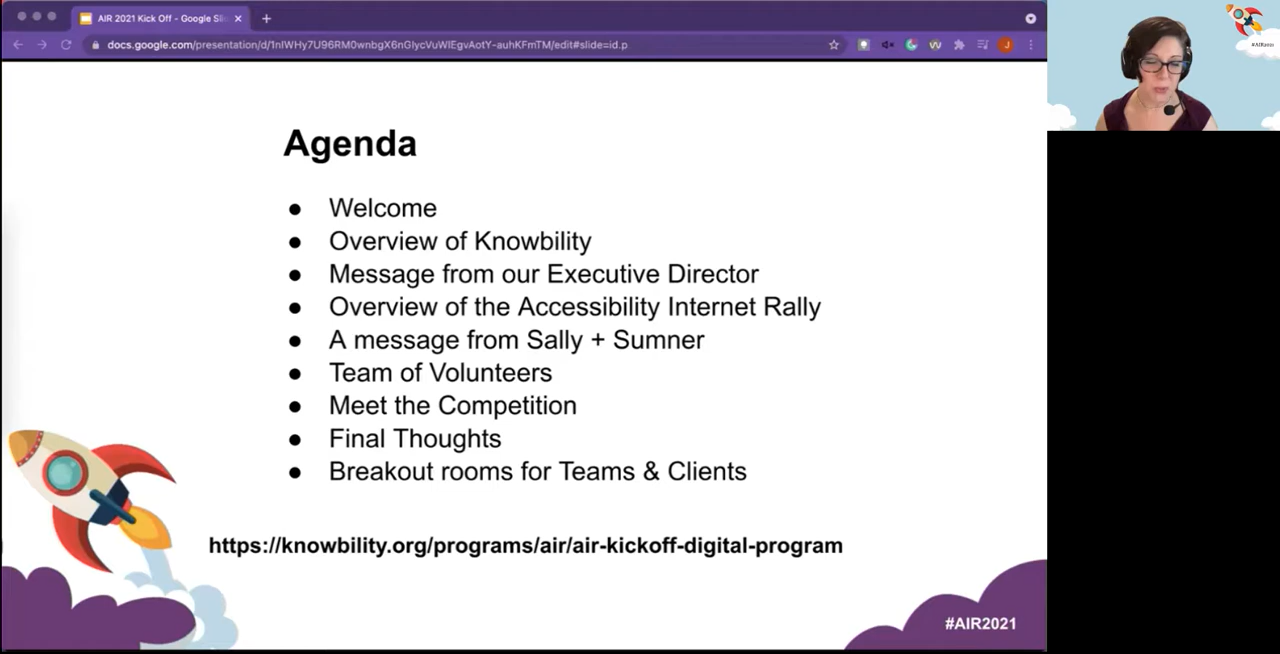 AIR 2021 Kick Off - Google Sli
docs.google.com/presentation/d/1nIWHy7U96RM0wnbgX6nGlycVuWlEgvAotY-auhKFmTM/edit#slide=id.p
J
Agenda
● Welcome
● Overview of Knowbility
● Message from our Executive Director
● Overview of the Accessibility Internet Rally
● A message from Sally + Sumner
● Team of Volunteers
● Meet the Competition
● Final Thoughts
● Breakout rooms for Teams & Clients
https://knowbility.org/programs/air/air-kickoff-digital-program
#AIR2021